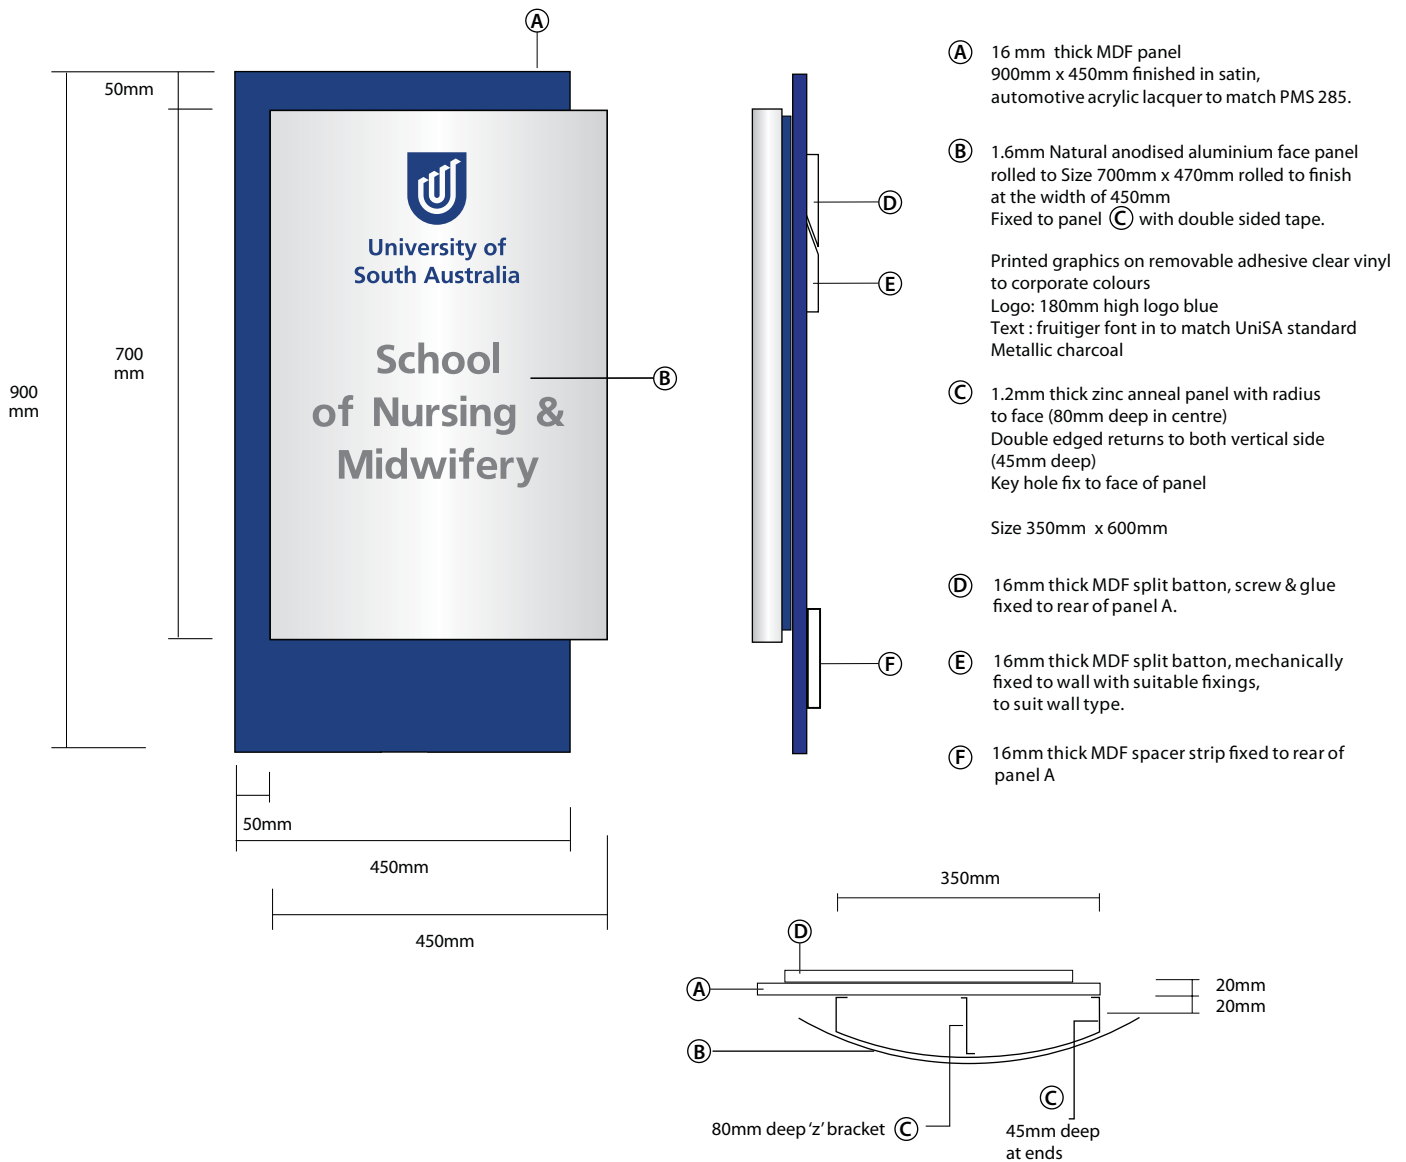 A
50mm
900
mm
700
mm
University of
South Australia
School
of Nursing &
Midwifery
B
50mm
450mm
450mm
D
E
F
A 16 mm thick MDF panel
900mm x 450mm finished in satin,
automotive acrylic lacquer to match PMS 285.
B 1.6mm Natural anodised aluminium face panel
rolled to Size 700mm x 470mm rolled to finish
at the width of 450mm
Fixed to panel C with double sided tape.
Printed graphics on removable adhesive clear vinyl
to corporate colours
Logo: 180mm high logo blue
Text : fruitiger font in to match UniSA standard
Metallic charcoal
C 1.2mm thick zinc anneal panel with radius
to face (80mm deep in centre)
Double edged returns to both vertical side
(45mm deep)
Key hole fix to face of panel
Size 350mm x 600mm
D 16mm thick MDF split batton, screw & glue
fixed to rear of panel A.
E 16mm thick MDF split batton, mechanically
fixed to wall with suitable fixings,
to suit wall type.
F 16mm thick MDF spacer strip fixed to rear of
panel A
350mm
D
A
20mm
20mm
B
C
80mm deep ‘z’ bracket C
45mm deep
at ends